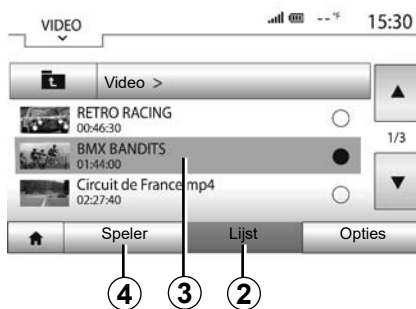 VIDEO
--°F
15:30
Video >
RETRO RACING
00:46:30
1/3
BMX BANDITS
01:44:00
Circuit de France mp4
02:27:40
Speler
Lijst
Opties
4
3
2